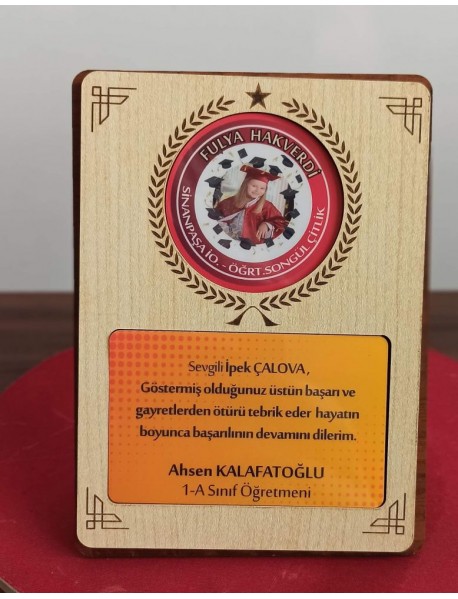 FULYA HAKVERDİ
SİNANPAŞA İO. - ÖĞRT.SONGÜL ÇİTLİK
Sevgili İpek ÇALOVA,
Göstermiş olduğunuz üstün başarı ve
gayretlerden ötürü tebrik eder hayatın
boyunca başarılının devamını dilerim.
Ahsen KALAFATOĞLU
1-A Sınıf Öğretmeni